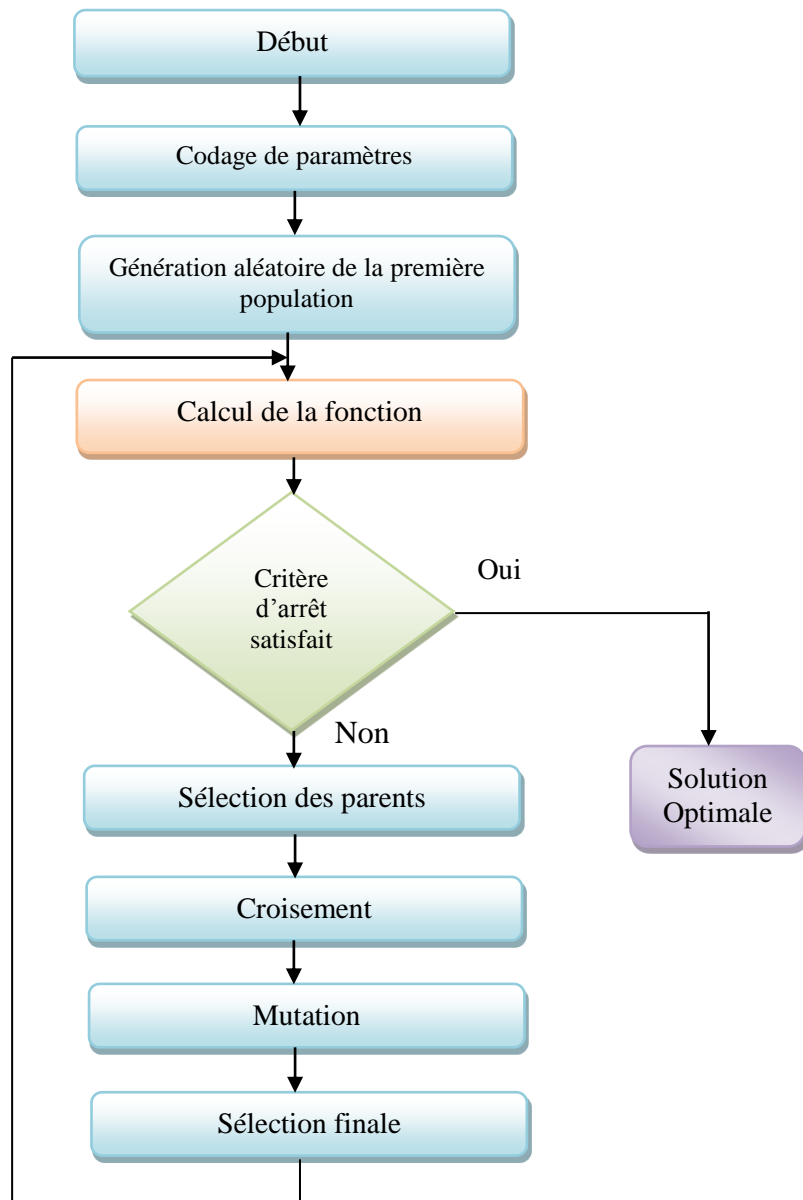 Début
Codage de paramètres
Génération aléatoire de la première
population
Calcul de la fonction
Critère
d’arrêt
satisfait
Oui
Non
Solution
Optimale
Sélection des parents
Croisement
Mutation
Sélection finale